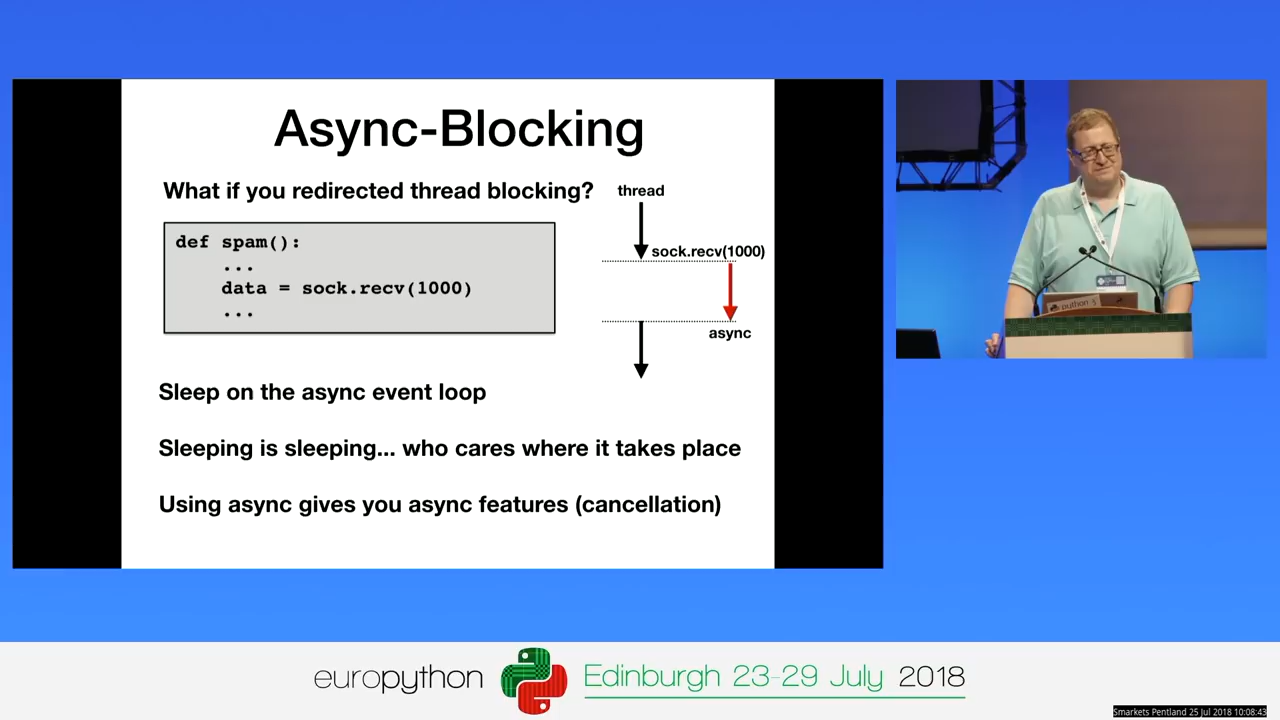 Async-Blocking
What if you redirected thread blocking?
thread
def spam():
...
data = sock.recv(1000)
...
sock.recv(1000)
async
Sleep on the async event loop
Sleeping is sleeping... who cares where it takes place
Using async gives you async features (cancellation)
europython
Edinburgh 23-29 July 2018
Smarkets Pentland 25 Jul 2018 10:08:43